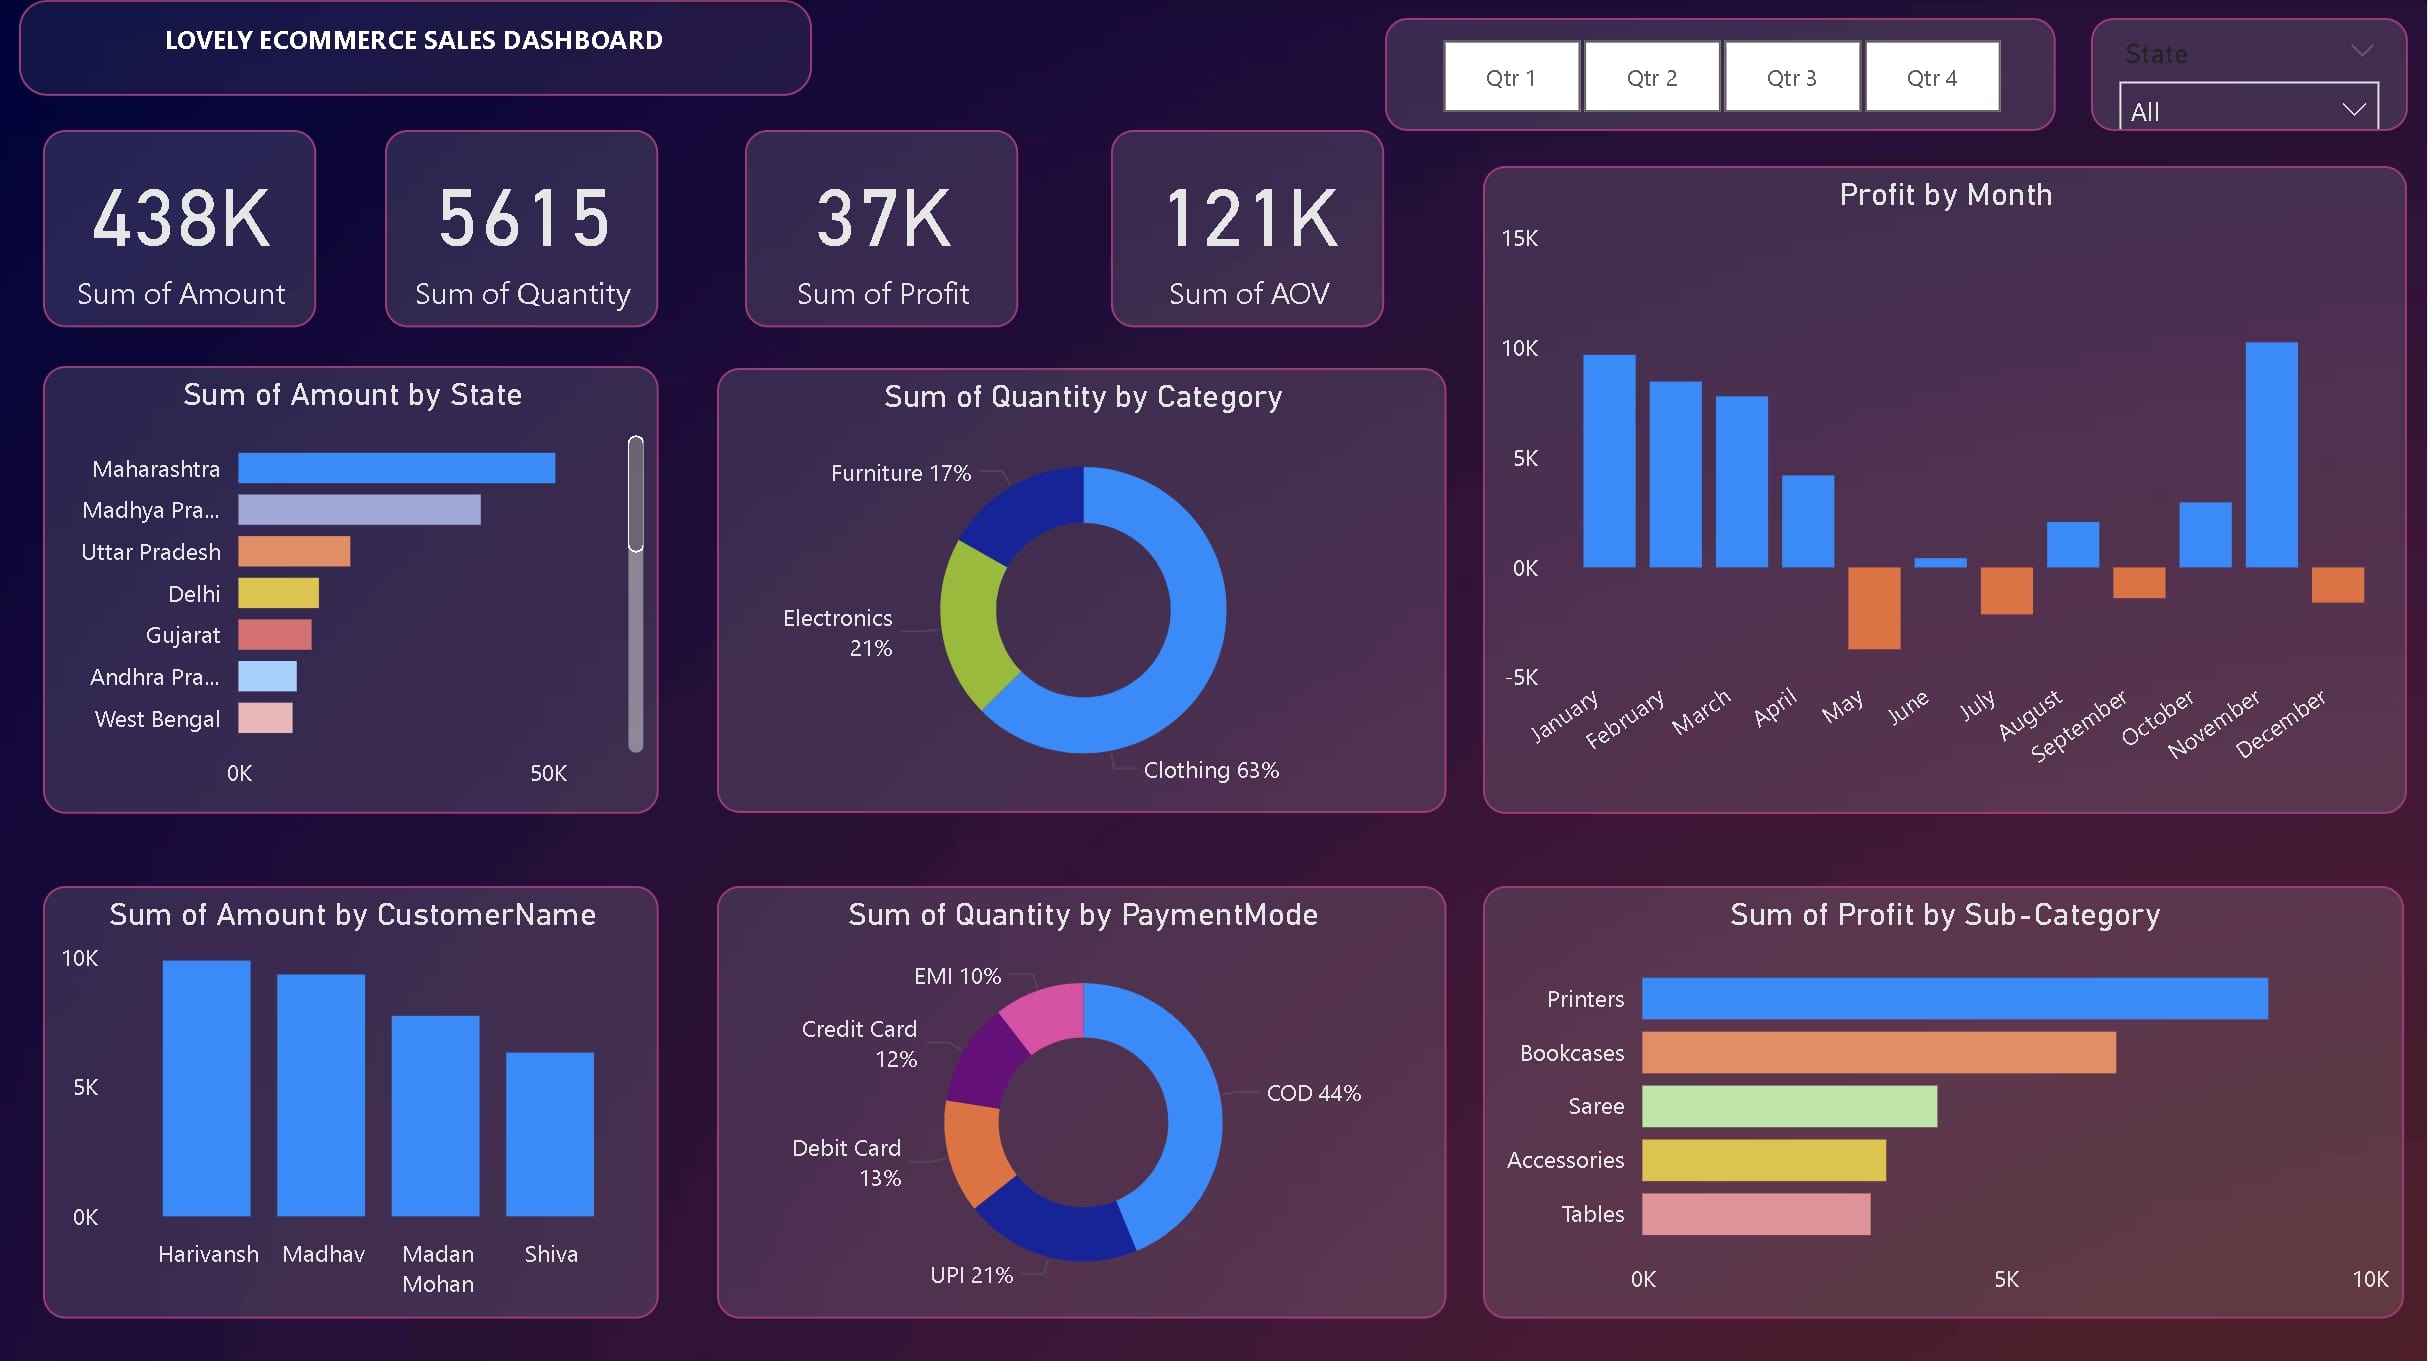 LOVELY ECOMMERCE SALES DASHBOARD
Qtr 1
Qtr 2
Qtr 3
Qtr 4
State
All
438K
Sum of Amount
5615
Sum of Quantity
37K
Sum of Profit
121K
Sum of AOV
Sum of Amount by State
Maharashtra
Madhya Pra...
Uttar Pradesh
Delhi
Gujarat
Andhra Pra...
West Bengal
0K
50K
Sum of Quantity by Category
Furniture 17%
Electronics
21%
Clothing 63%
Profit by Month
15K
10K
5K
0K
-5K
January
February
March
April
May
June
July
August
September
October
November
December
Sum of Amount by CustomerName
10K
5K
0K
Harivansh
Madhav
Madan
Mohan
Shiva
Sum of Quantity by PaymentMode
EMI 10%
Credit Card
12%
Debit Card
13%
UPI 21%
COD 44%
Sum of Profit by Sub-Category
Printers
Bookcases
Saree
Accessories
Tables
0K
5K
10K